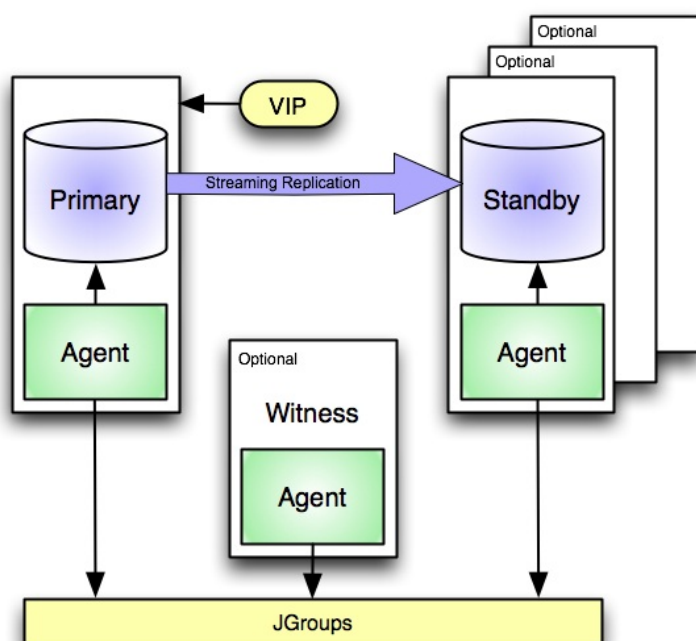 Optional
Optional
VIP
Primary
Streaming Replication
Standby
Agent
Agent
Optional
Witness
Agent
JGroups